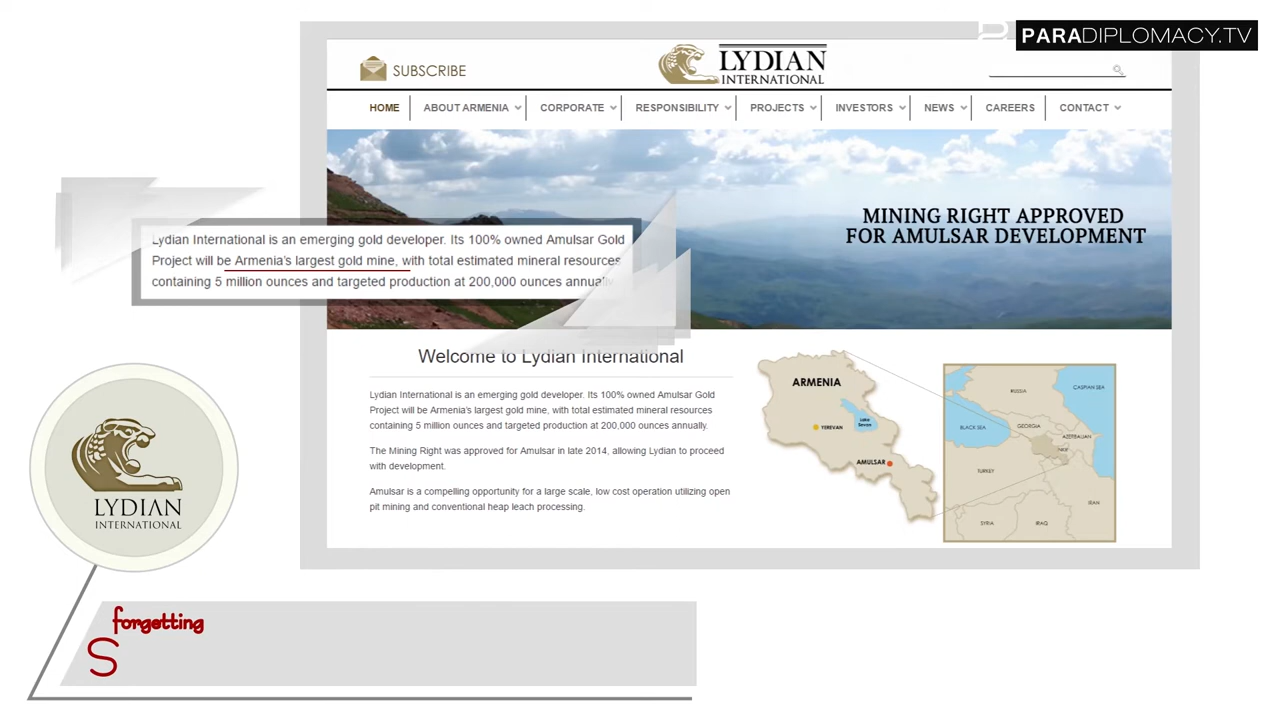 PARADIPLOMACY.TV
SUBSCRIBE
LYDIAN
INTERNATIONAL
HOME
ABOUT ARMENIA
CORPORATE
RESPONSIBILITY
PROJECTS
INVESTORS
NEWS
CAREERS
CONTACT
MINING RIGHT APPROVED
FOR AMULSAR DEVELOPMENT
Lydian International is an emerging gold developer. Its 100% owned Amulsar Gold
Project will be Armenia's largest gold mine, with total estimated mineral resources
containing 5 million ounces and targeted production at 200,000 ounces annually.
Welcome to Lydian International
Lydian International is an emerging gold developer. Its 100% owned Amulsar Gold
Project will be Armenia's largest gold mine, with total estimated mineral resources
containing 5 million ounces and targeted production at 200,000 ounces annually.
The Mining Right was approved for Amulsar in late 2014, allowing Lydian to proceed
with development.
Amulsar is a compelling opportunity for a large scale, low cost operation utilizing open
pit mining and conventional heap leach processing.
ARMENIA
Lake
Sevan
YEREVAN
AMULSAR
RUSSIA
CASPIAN SEA
BLACK SEA
GEORGIA
AZERBAIJAN
TURKEY
IRAN
SYRIA
IRAQ
LYDIAN
INTERNATIONAL
forgetting
S